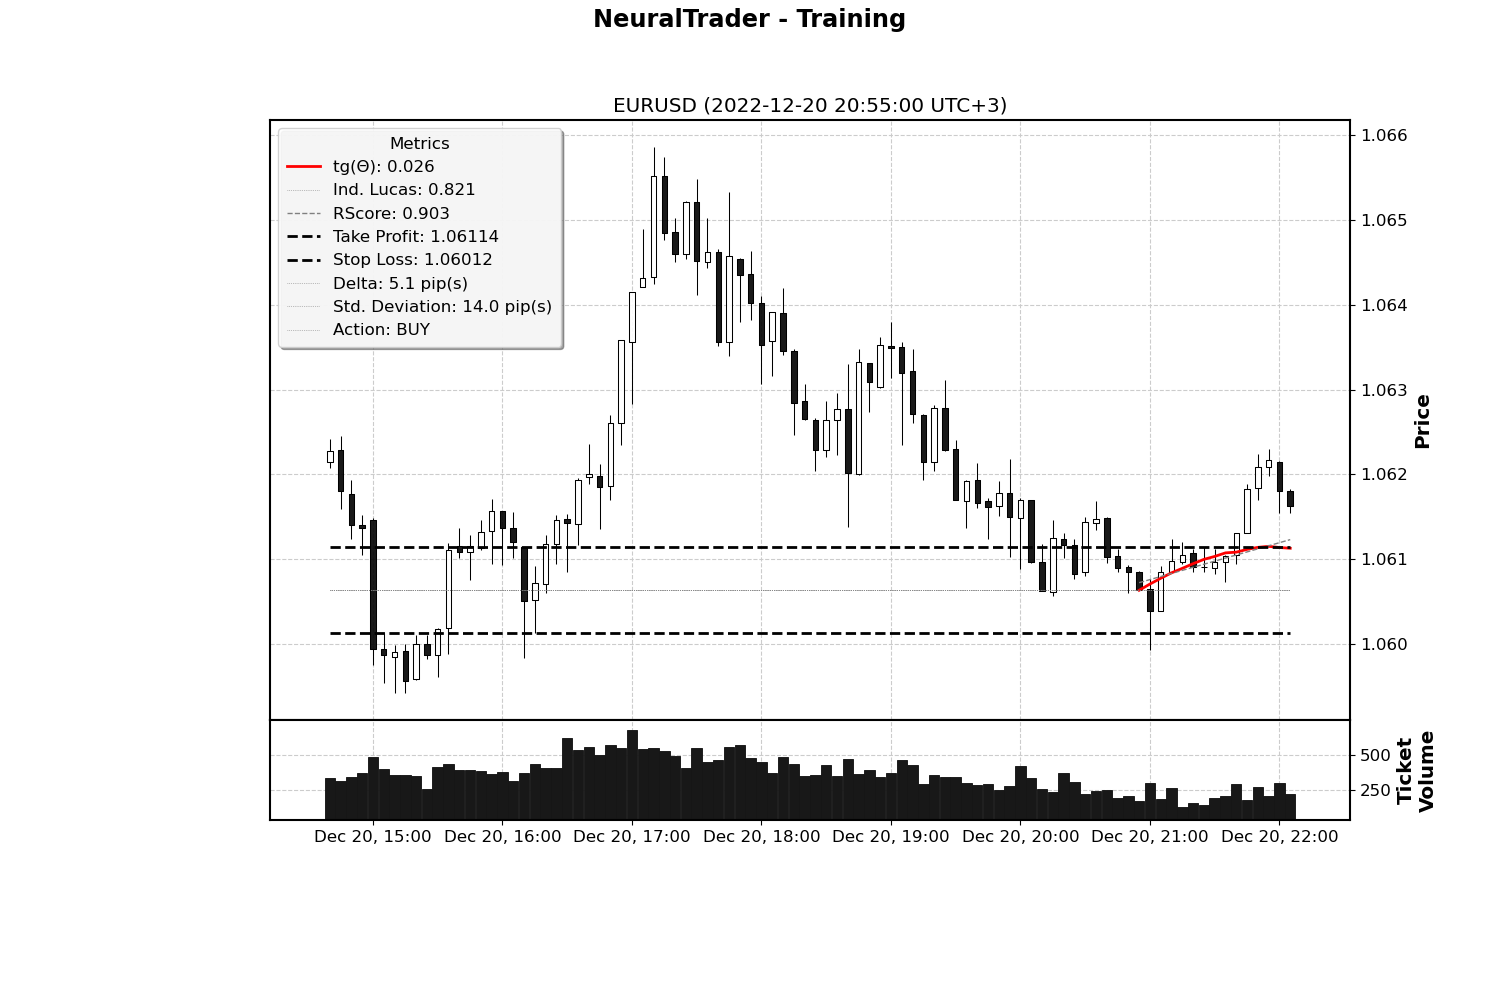 NeuralTrader - Training
EURUSD (2022-12-20 20:55:00 UTC+3)
Metrics
tg(Θ): 0.026
Ind. Lucas: 0.821
RScore: 0.903
Take Profit: 1.06114
Stop Loss: 1.06012
Delta: 5.1 pip(s)
Std. Deviation: 14.0 pip(s)
Action: BUY
1.066
1.065
1.064
1.063
1.062
1.061
1.060
Price
500
250
Ticket
Volume
Dec 20, 15:00
Dec 20, 16:00
Dec 20, 17:00
Dec 20, 18:00
Dec 20, 19:00
Dec 20, 20:00
Dec 20, 21:00
Dec 20, 22:00